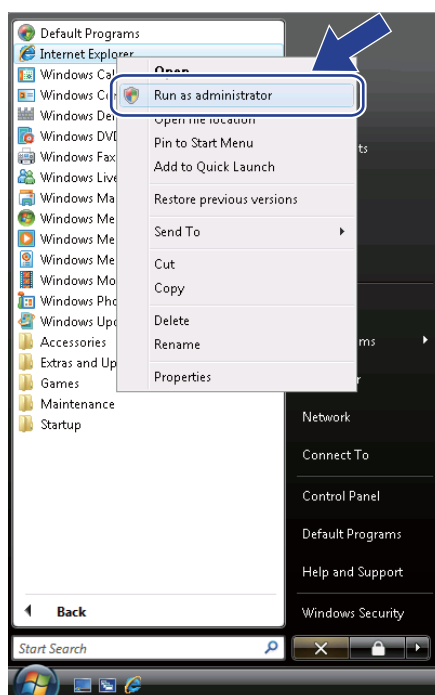 Default Programs
Internet Explorer
Windows Cal
Windows Co
Windows De
Windows DVD
Windows Fax
Windows Live
Windows Ma
Windows Me
Windows Me
Windows Me
Windows Mo
Windows Pho
Windows Upd
Accessories
Extras and Up
Games
Maintenance
Startup
Back
Start Search
Open
Run as administrator
Open file location
Pin to Start Menu
Add to Quick Launch
Restore previous versions
Send To
Cut
Copy
Delete
Rename
Properties
ts
ms
r
Network
Connect To
Control Panel
Default Programs
Help and Support
Windows Security